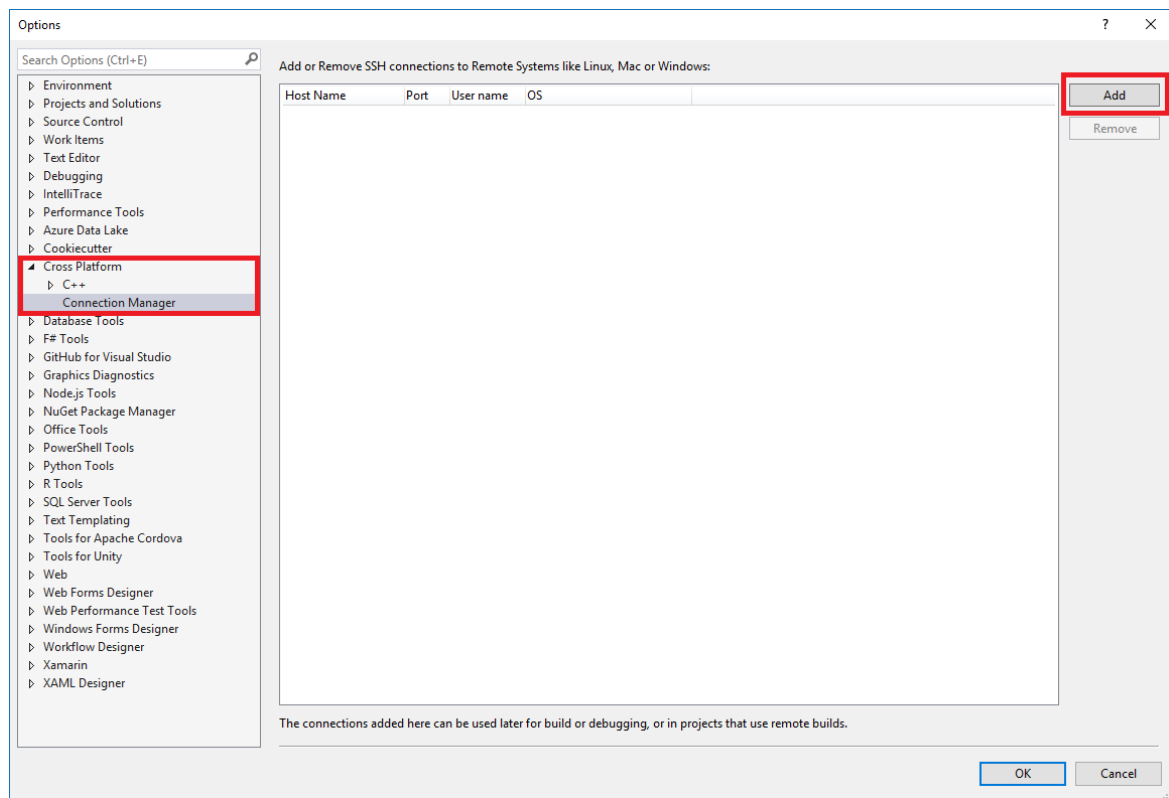 Options
?
Search Options (Ctrl+E)
Environment
Projects and Solutions
Source Control
Work Items
Text Editor
Debugging
IntelliTrace
Performance Tools
Azure Data Lake
Cookiecutter
Cross Platform
C++
Connection Manager
Database Tools
F# Tools
GitHub for Visual Studio
Graphics Diagnostics
Node.js Tools
NuGet Package Manager
Office Tools
PowerShell Tools
Python Tools
R Tools
SQL Server Tools
Text Templating
Tools for Apache Cordova
Tools for Unity
Web
Web Forms Designer
Web Performance Test Tools
Windows Forms Designer
Workflow Designer
Xamarin
XAML Designer
Add or Remove SSH connections to Remote Systems like Linux, Mac or Windows:
Host Name Port User name OS
Add
Remove
The connections added here can be used later for build or debugging, or in projects that use remote builds.
OK Cancel